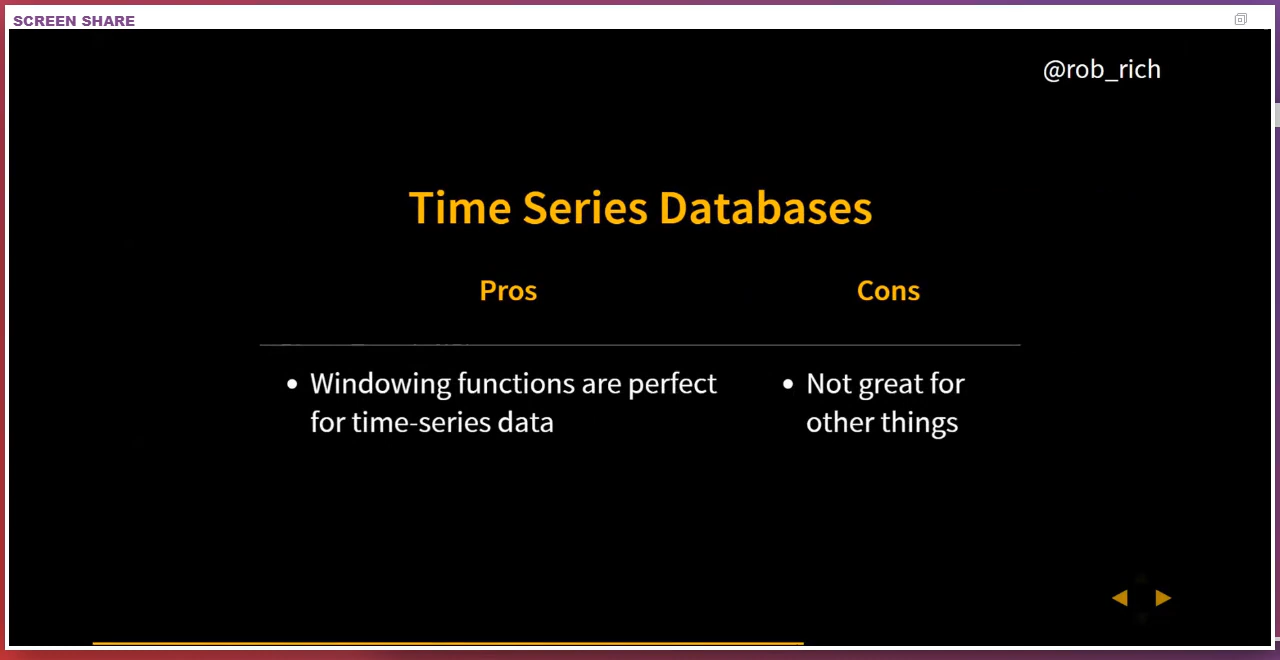 SCREEN SHARE
@rob_rich
Time Series Databases
Pros
Cons
• Windowing functions are perfect
for time-series data
• Not great for
other things